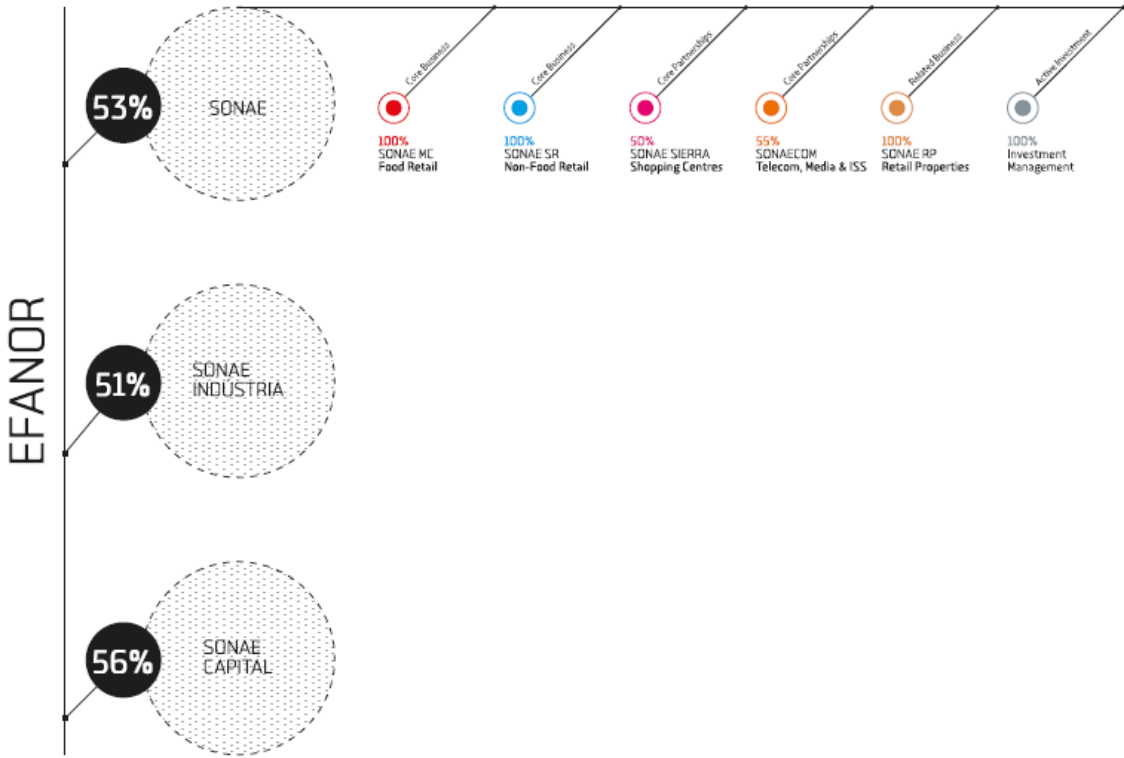 EFANOR
53%
SONAE
Core Business
100%
SONAE MC
Food Retail
Core Business
100%
SONAE SR
Non-Food Retail
Core Partnerships
50%
SONAE SIERRA
Shopping Centres
Core Partnerships
55%
SONAECOM
Telecom, Media & ISS
Related Business
100%
SONAE RP
Retail Properties
Active Investment
100%
Investment
Management
51%
SONAE
INDÚSTRIA
56%
SONAE
CAPITAL